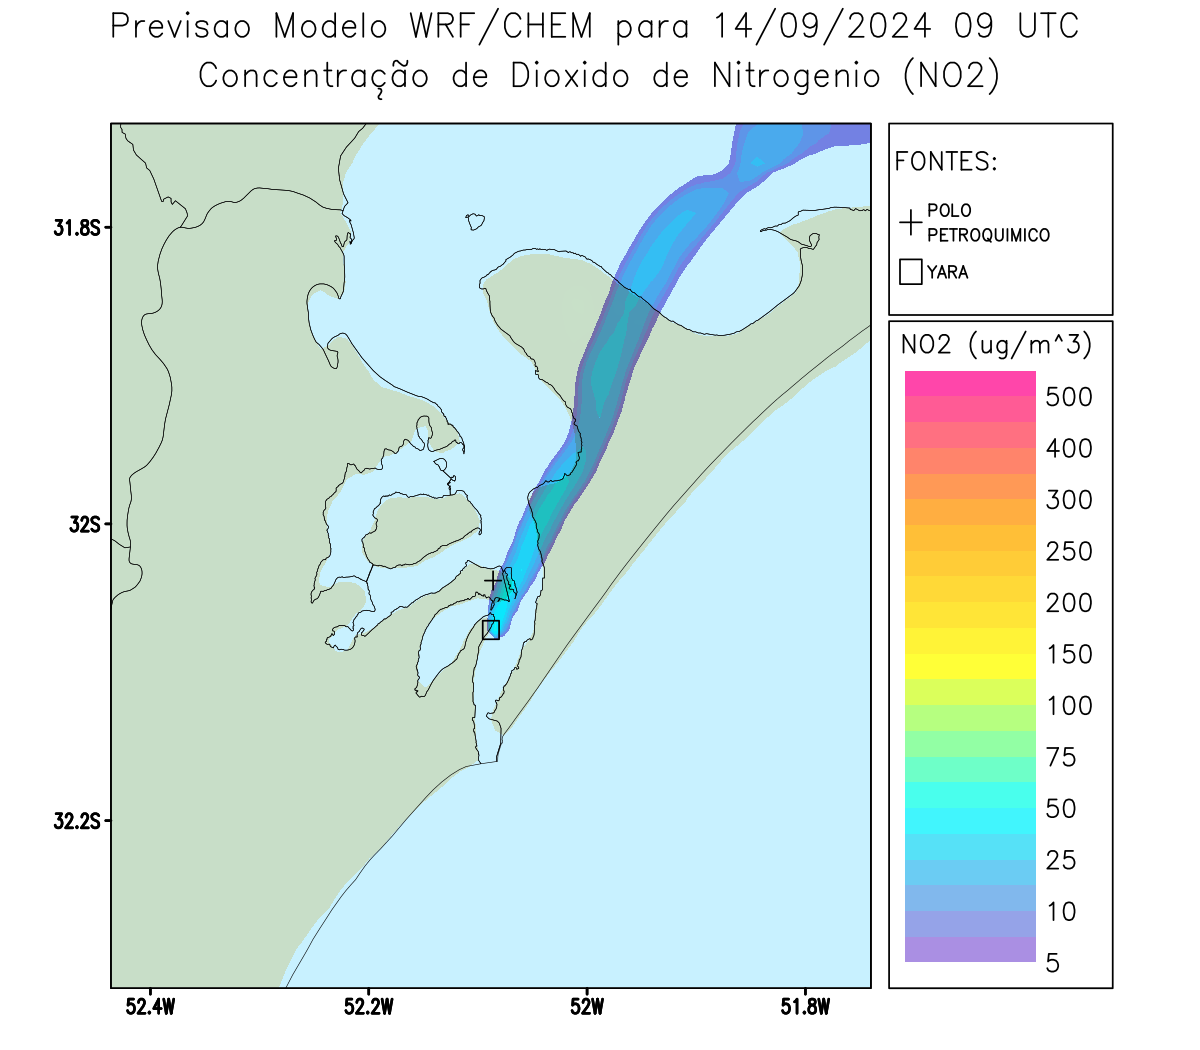 Previsao Modelo WRF/CHEM para 14/09/2024 09 UTC
Concentração de Dioxido de Nitrogenio (NO2)
FONTES:
POLO
PETROQUIMICO
YARA
31.8S
32S
32.2S
52.4W
52.2W
52W
51.8W
NO2 (ug/m^3)
500
400
300
250
200
150
100
75
50
25
10
5